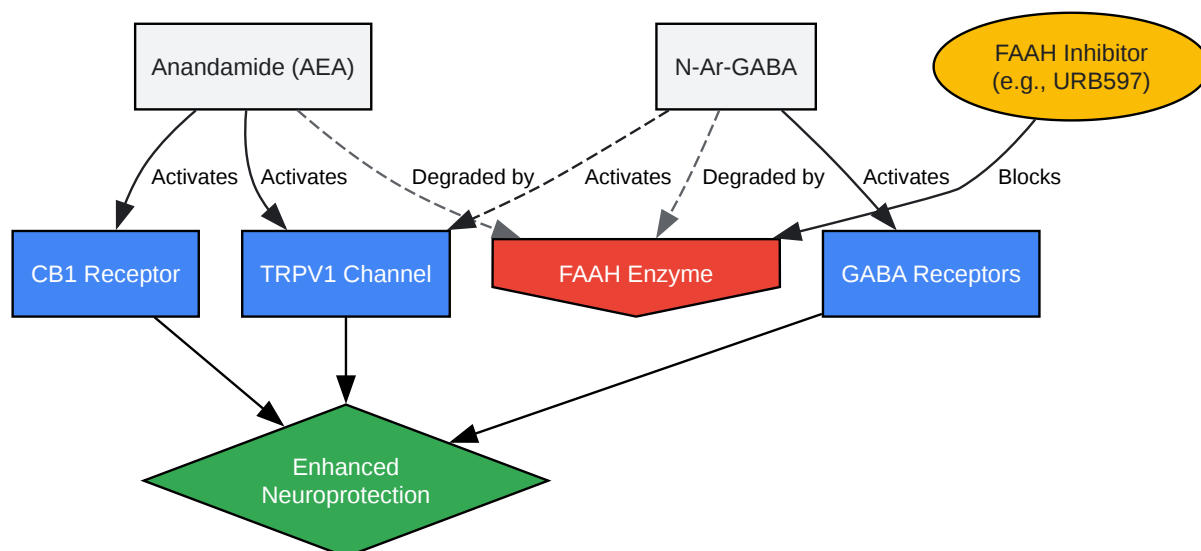 Anandamide (AEA)
N-Ar-GABA
FAAH Inhibitor
(e.g., URB597)
Activates
Activates
Degraded by
Activates
Degraded by
Activates
Blocks
CB1 Receptor
TRPV1 Channel
FAAH Enzyme
GABA Receptors
Enhanced
Neuroprotection